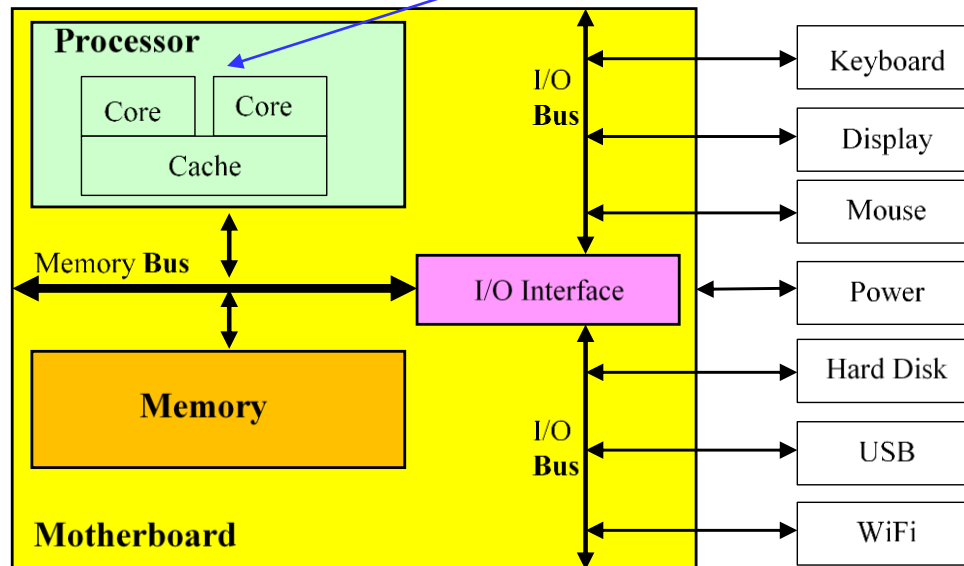 Processor
Core
Core
Cache
I/O
Bus
Keyboard
Display
Mouse
Memory Bus
I/O Interface
Power
Memory
Hard Disk
I/O
Bus
USB
WiFi
Motherboard